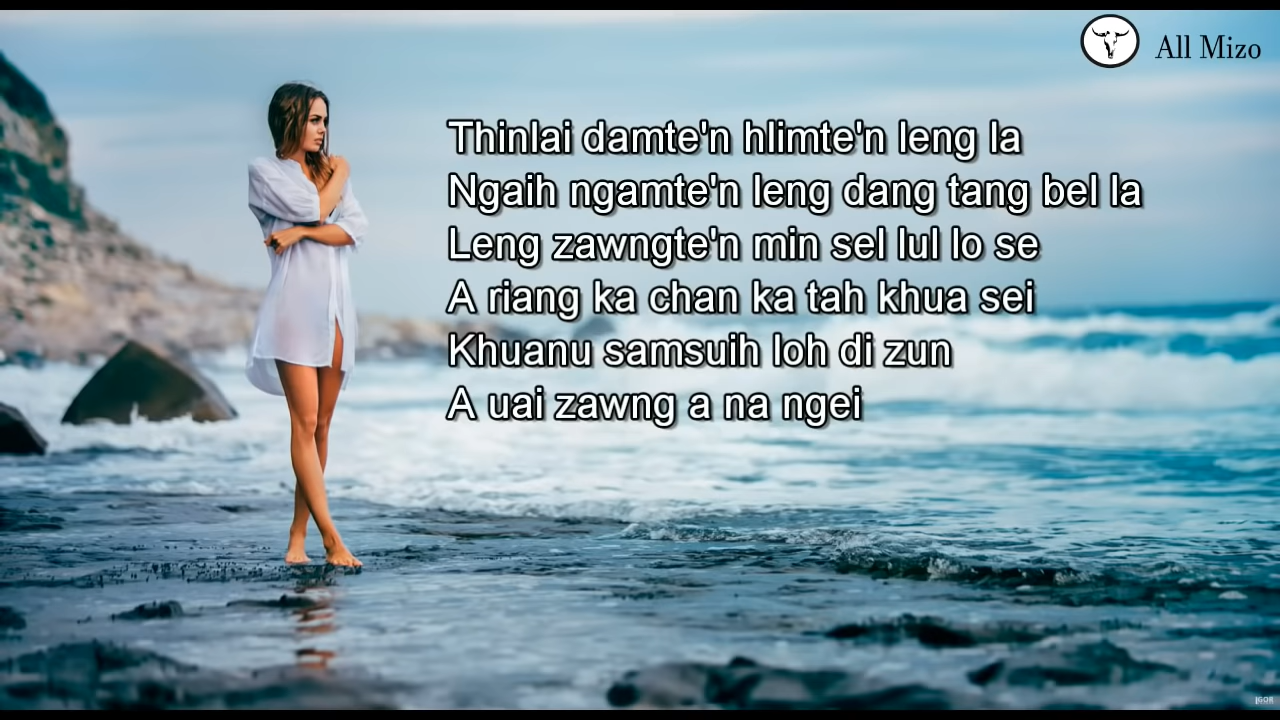 All Mizo
Thinlai damte'n hlimte'n leng la
Ngaih ngamte'n leng dang tang bel la
Leng zawngte'n min sel lul lo se
A riang ka chan ka tah khua sei
Khuanu samsuih loh di zun
A uai zawng a na ngei
IGOR